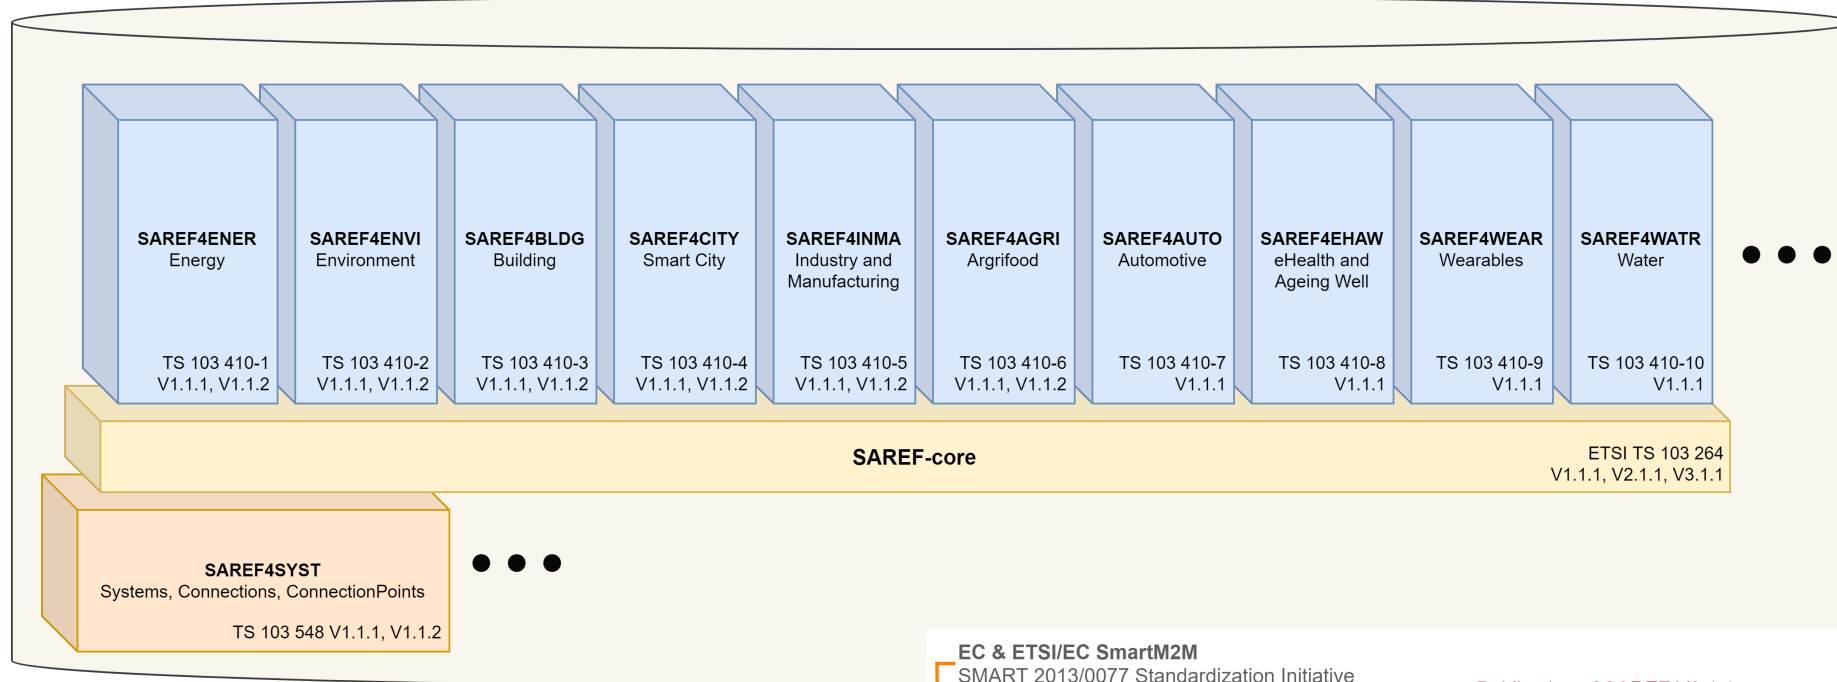 SAREF4ENER
Energy
TS 103 410-1
V1.1.1, V1.1.2
SAREF4ENVI
Environment
TS 103 410-2
V1.1.1, V1.1.2
SAREF4BLDG
Building
TS 103 410-3
V1.1.1, V1.1.2
SAREF4CITY
Smart City
TS 103 410-4
V1.1.1, V1.1.2
SAREF4INMA
Industry and
Manufacturing
TS 103 410-5
V1.1.1, V1.1.2
SAREF4AGRI
Argrifood
TS 103 410-6
V1.1.1, V1.1.2
SAREF4AUTO
Automotive
TS 103 410-7
V1.1.1
SAREF4EHAW
eHealth and
Ageing Well
TS 103 410-8
V1.1.1
SAREF4WEAR
Wearables
TS 103 410-9
V1.1.1
SAREF4WATR
Water
TS 103 410-10
V1.1.1
SAREF-core
ETSI TS 103 264
V1.1.1, V2.1.1, V3.1.1
SAREF4SYST
Systems, Connections, ConnectionPoints
TS 103 548 V1.1.1, V1.1.2
EC & ETSI/EC SmartM2M
SMART 2013/0077 Standardization Initiative